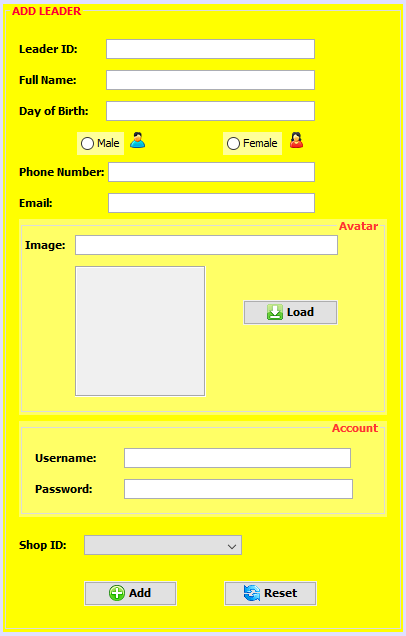 ADD LEADER
Leader ID:
Full Name:
Day of Birth:
Male Female
Phone Number:
Email:
Avatar
Image:
Load
Account
Username:
Password:
Shop ID:
Add Reset